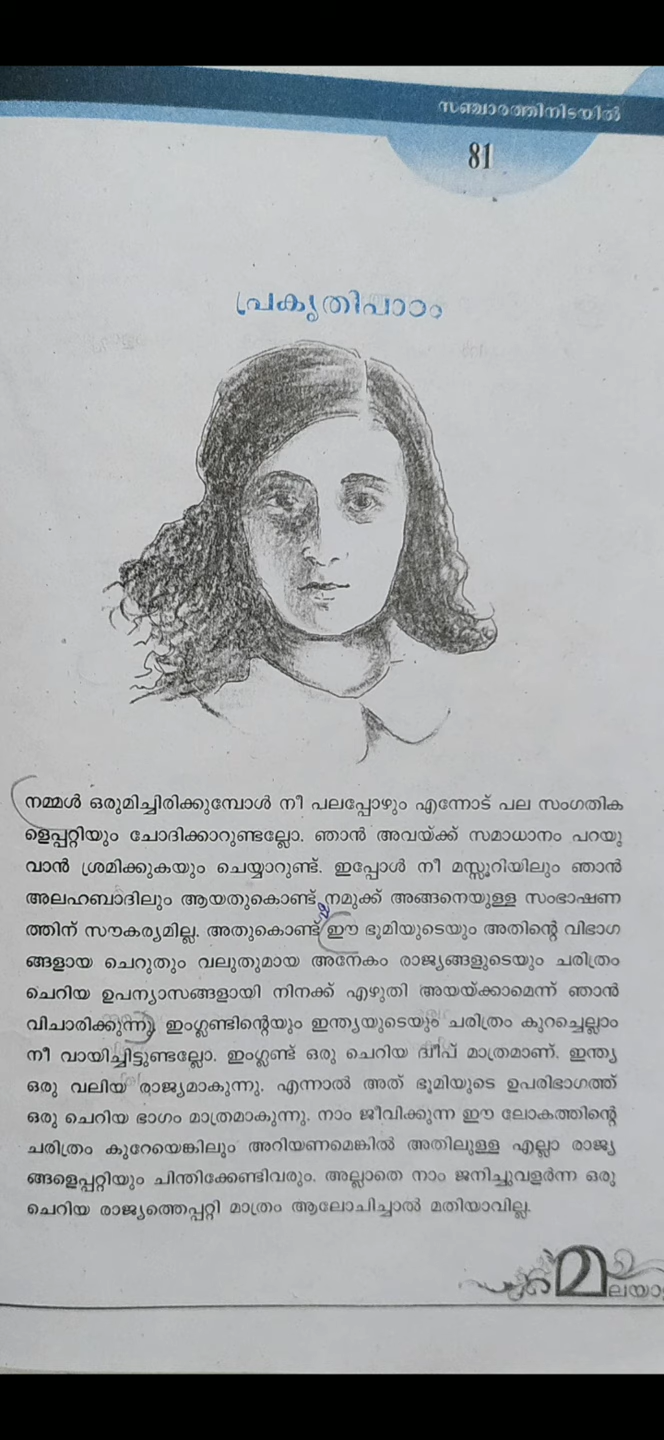 സഞ്ചാരത്തിനിടയിൽ
81
പ്രകൃതിപാഠം
നമ്മൾ ഒരുമിച്ചിരിക്കുമ്പോൾ നീ പലപ്പോഴും എന്നോട് പല സംഗതിക
ളെപ്പറ്റിയും ചോദിക്കാറുണ്ടല്ലോ. ഞാൻ അവയ്ക്ക് സമാധാനം പറയു
വാൻ ശ്രമിക്കുകയും ചെയ്യാറുണ്ട്. ഇപ്പോൾ നീ മസ്സൂറിയിലും ഞാൻ
അലഹബാദിലും ആയതുകൊണ്ട് നമുക്ക് അങ്ങനെയുള്ള സംഭാഷണ
ത്തിന് സൗകര്യമില്ല. അതുകൊണ്ട് ഈ ഭൂമിയുടെയും അതിന്റെ വിഭാഗ
ങ്ങളായ ചെറുതും വലുതുമായ അനേകം രാജ്യങ്ങളുടെയും ചരിത്രം
ചെറിയ ഉപന്യാസങ്ങളായി നിനക്ക് എഴുതി അയയ്ക്കാമെന്ന് ഞാൻ
വിചാരിക്കുന്നു. ഇംഗ്ലണ്ടിന്റെയും ഇന്ത്യയുടെയും ചരിത്രം കുറച്ചെല്ലാം
നീ വായിച്ചിട്ടുണ്ടല്ലോ. ഇംഗ്ലണ്ട് ഒരു ചെറിയ ദ്വീപ് മാത്രമാണ്. ഇന്ത്യ
ഒരു വലിയ രാജ്യമാകുന്നു. എന്നാൽ അത് ഭൂമിയുടെ ഉപരിഭാഗത്ത്
ഒരു ചെറിയ ഭാഗം മാത്രമാകുന്നു. നാം ജീവിക്കുന്ന ഈ ലോകത്തിന്റെ
ചരിത്രം കുറേയെങ്കിലും അറിയണമെങ്കിൽ അതിലുള്ള എല്ലാ രാജ്യ
ങ്ങളെപ്പറ്റിയും ചിന്തിക്കേണ്ടിവരും. അല്ലാതെ നാം ജനിച്ചുവളർന്ന ഒരു
ചെറിയ രാജ്യത്തെപ്പറ്റി മാത്രം ആലോചിച്ചാൽ മതിയാവില്ല.